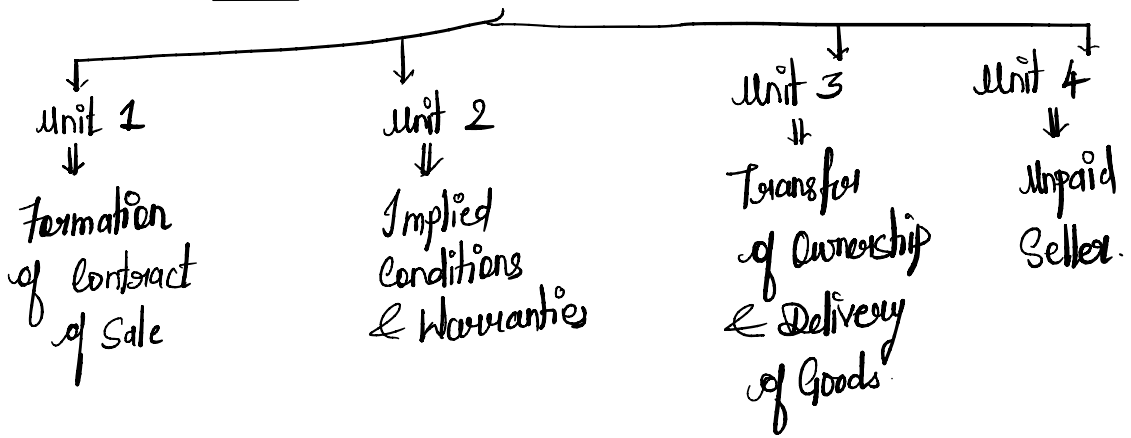 Unit 1
Formation
of Contract
of Sale
Unit 2
Implied
Conditions
& Warranties
Unit 3
Transfer
of Ownership
& Delivery
of Goods.
Unit 4
Unpaid
Seller.